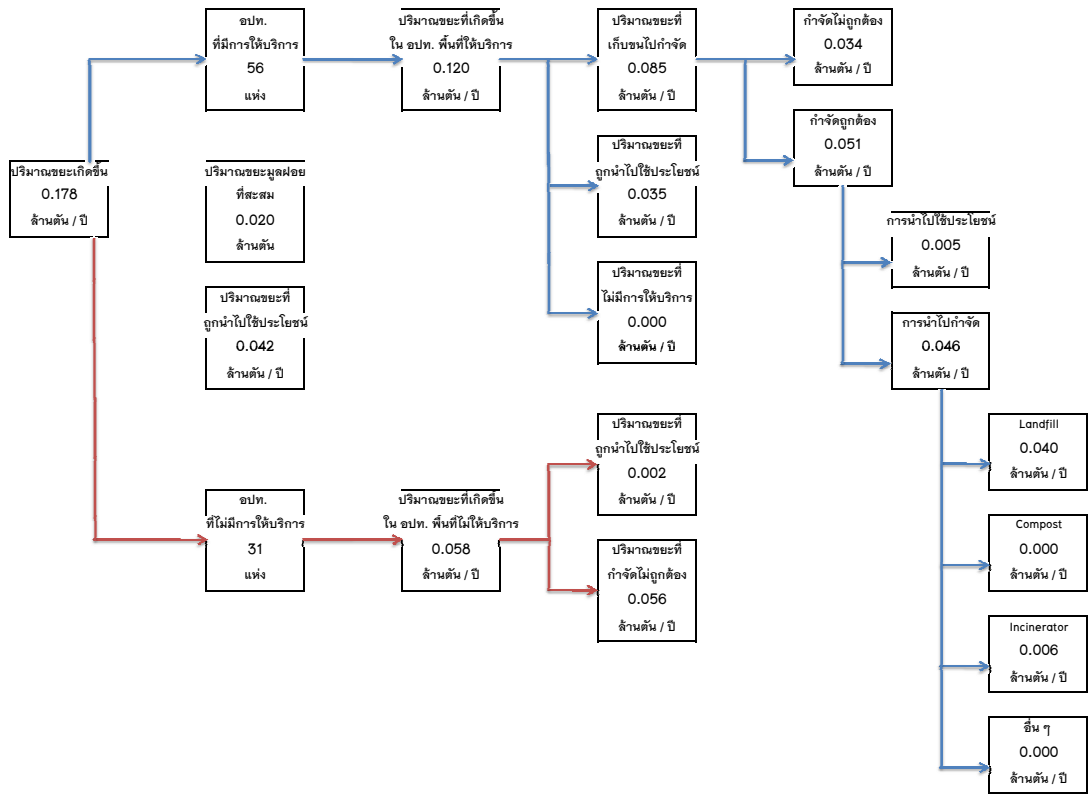 ปริมาณขยะเกิดขึ้น
0.178
ล้านตัน / ปี
อปท.
ที่มีการให้บริการ
56
แห่ง
ปริมาณขยะที่เกิดขึ้น
ใน อปท. พื้นที่ให้บริการ
0.120
ล้านตัน / ปี
ปริมาณขยะที่
เก็บขนไปกำจัด
0.085
ล้านตัน / ปี
กำจัดไม่ถูกต้อง
0.034
ล้านตัน / ปี
กำจัดถูกต้อง
0.051
ล้านตัน / ปี
ปริมาณขยะมูลฝอย
ที่สะสม
0.020
ล้านตัน
ปริมาณขยะที่
ถูกนำไปใช้ประโยชน์
0.035
ล้านตัน / ปี
การนำไปใช้ประโยชน์
0.005
ล้านตัน / ปี
ปริมาณขยะที่
ถูกนำไปใช้ประโยชน์
0.042
ล้านตัน / ปี
ปริมาณขยะที่
ไม่มีการให้บริการ
0.000
ล้านตัน / ปี
การนำไปกำจัด
0.046
ล้านตัน / ปี
อปท.
ที่ไม่มีการให้บริการ
31
แห่ง
ปริมาณขยะที่เกิดขึ้น
ใน อปท. พื้นที่ไม่ให้บริการ
0.058
ล้านตัน / ปี
ปริมาณขยะที่
ถูกนำไปใช้ประโยชน์
0.002
ล้านตัน / ปี
ปริมาณขยะที่
กำจัดไม่ถูกต้อง
0.056
ล้านตัน / ปี
Landfill
0.040
ล้านตัน / ปี
Compost
0.000
ล้านตัน / ปี
Incinerator
0.006
ล้านตัน / ปี
อื่น ๆ
0.000
ล้านตัน / ปี